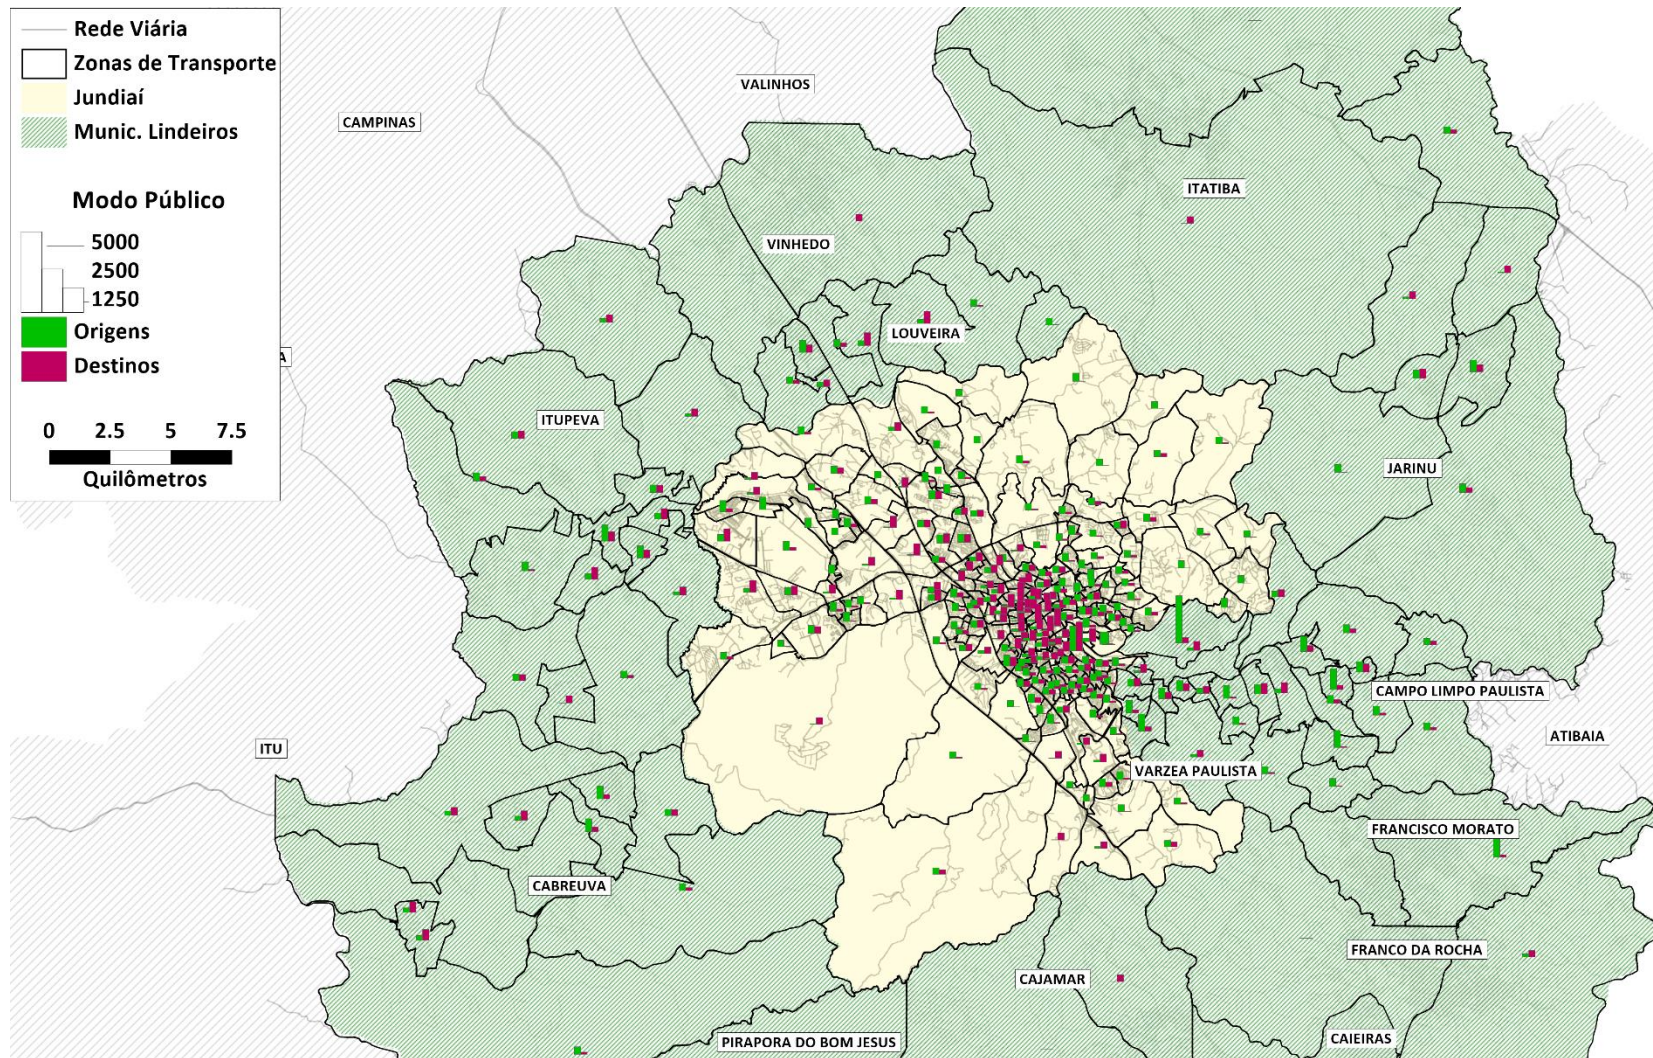 Rede Viária
Zonas de Transporte
Jundiaí
Munic. Lindeiros
Modo Público
5000
2500
1250
Origens
Destinos
0 2.5 5 7.5
Quilômetros
VALINHOS
CAMPINAS
ITATIBA
VINHEDO
LOUVEIRA
A
ITUPEVA
JARINU
CAMPO LIMPO PAULISTA
ATIBAIA
ITU
VARZEA PAULISTA
FRANCISCO MORATO
CABREUVA
FRANCO DA ROCHA
CAJAMAR
CAIEIRAS
PIRAPORA DO BOM JESUS